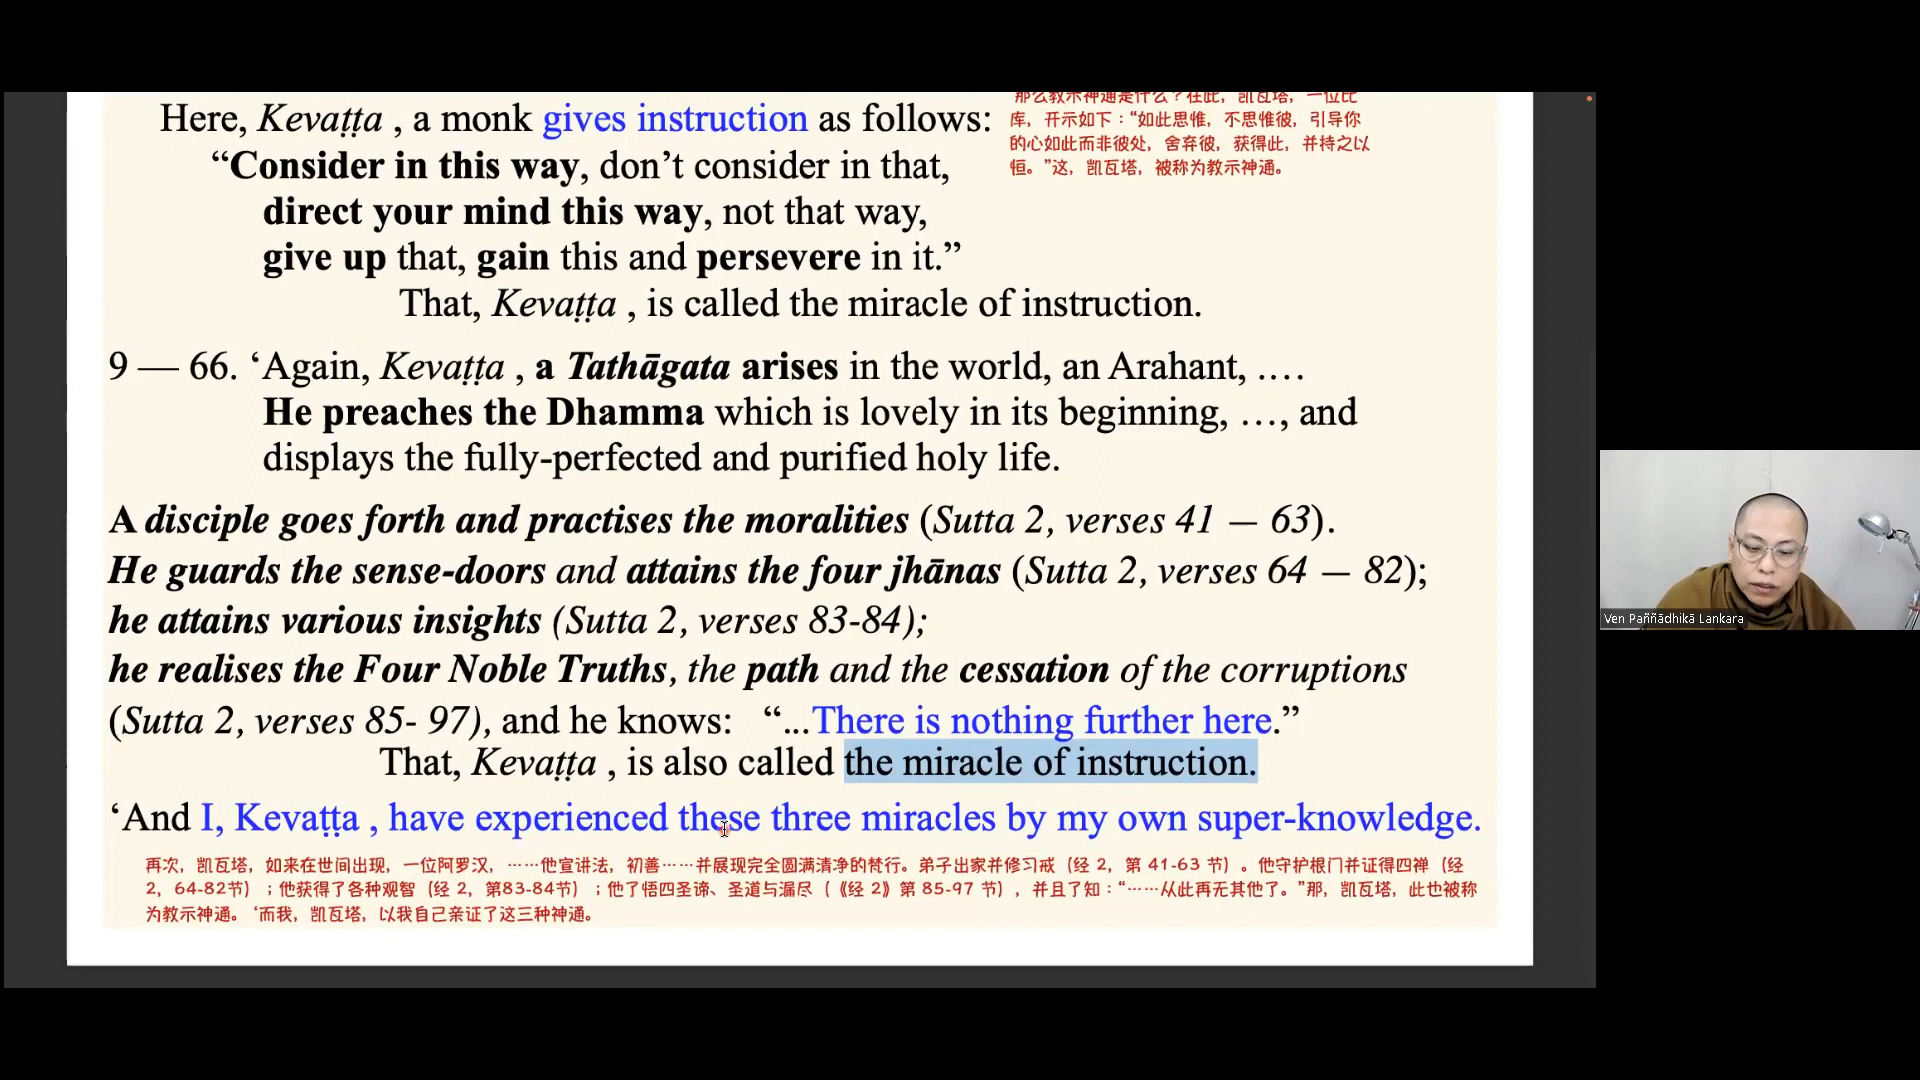 Here, Kevaṭṭa , a monk gives instruction as follows:
“Consider in this way, don’t consider in that,
direct your mind this way, not that way,
give up that, gain this and persevere in it.”
That, Kevaṭṭa , is called the miracle of instruction.
那么教示神通是什么？在此，凯瓦塔，一位比
库，开示如下：“如此思惟，不思惟彼，引导你
的心如此而非彼处，舍弃彼，获得此，并持之以
恒。”这，凯瓦塔，被称为教示神通。
9 — 66. ‘Again, Kevaṭṭa , a Tathāgata arises in the world, an Arahant, ….
He preaches the Dhamma which is lovely in its beginning, …, and
displays the fully-perfected and purified holy life.
A disciple goes forth and practises the moralities (Sutta 2, verses 41 — 63).
He guards the sense-doors and attains the four jhānas (Sutta 2, verses 64 — 82);
he attains various insights (Sutta 2, verses 83-84);
he realises the Four Noble Truths, the path and the cessation of the corruptions
(Sutta 2, verses 85- 97), and he knows: “...There is nothing further here.”
That, Kevaṭṭa , is also called the miracle of instruction.
‘And I, Kevaṭṭa , have experienced these three miracles by my own super-knowledge.
再次，凯瓦塔，如来在世间出现，一位阿罗汉，……他宣讲法，初善……并展现完全圆满清净的梵行。弟子出家并修习戒（经 2，第 41-63 节）。他守护根门并证得四禅（经
2，64-82节）；他获得了各种观智（经 2，第83-84节）；他了悟四圣谛、圣道与漏尽（《经 2》第 85-97 节），并且了知：“……从此再无其他了。”那，凯瓦塔，此也被称
为教示神通。 ‘而我，凯瓦塔，以我自己亲证了这三种神通。
Ven Paññādhikā Lankara